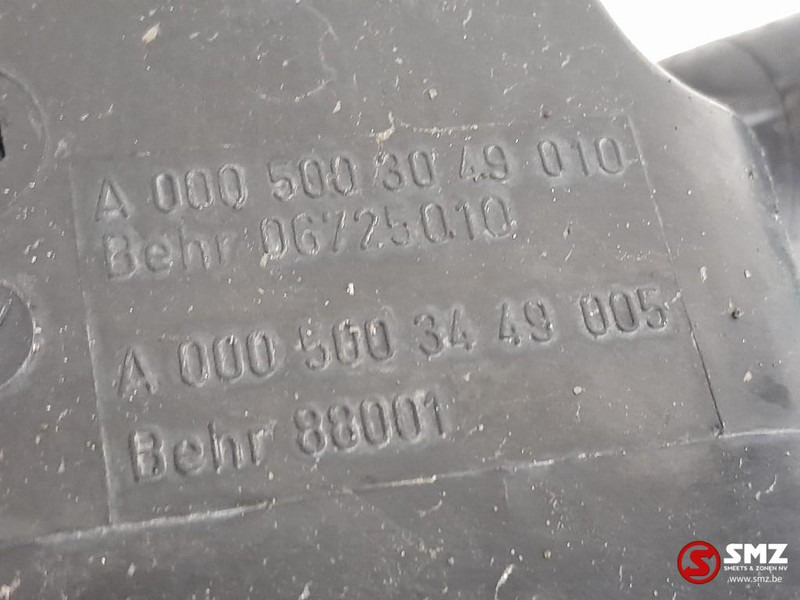 A 000 500 30 49 010
Behr 06725010
A 000 500 34 49 005
Behr 88001
SMZ
SMEETS & ZONEN NV
www.smz.be